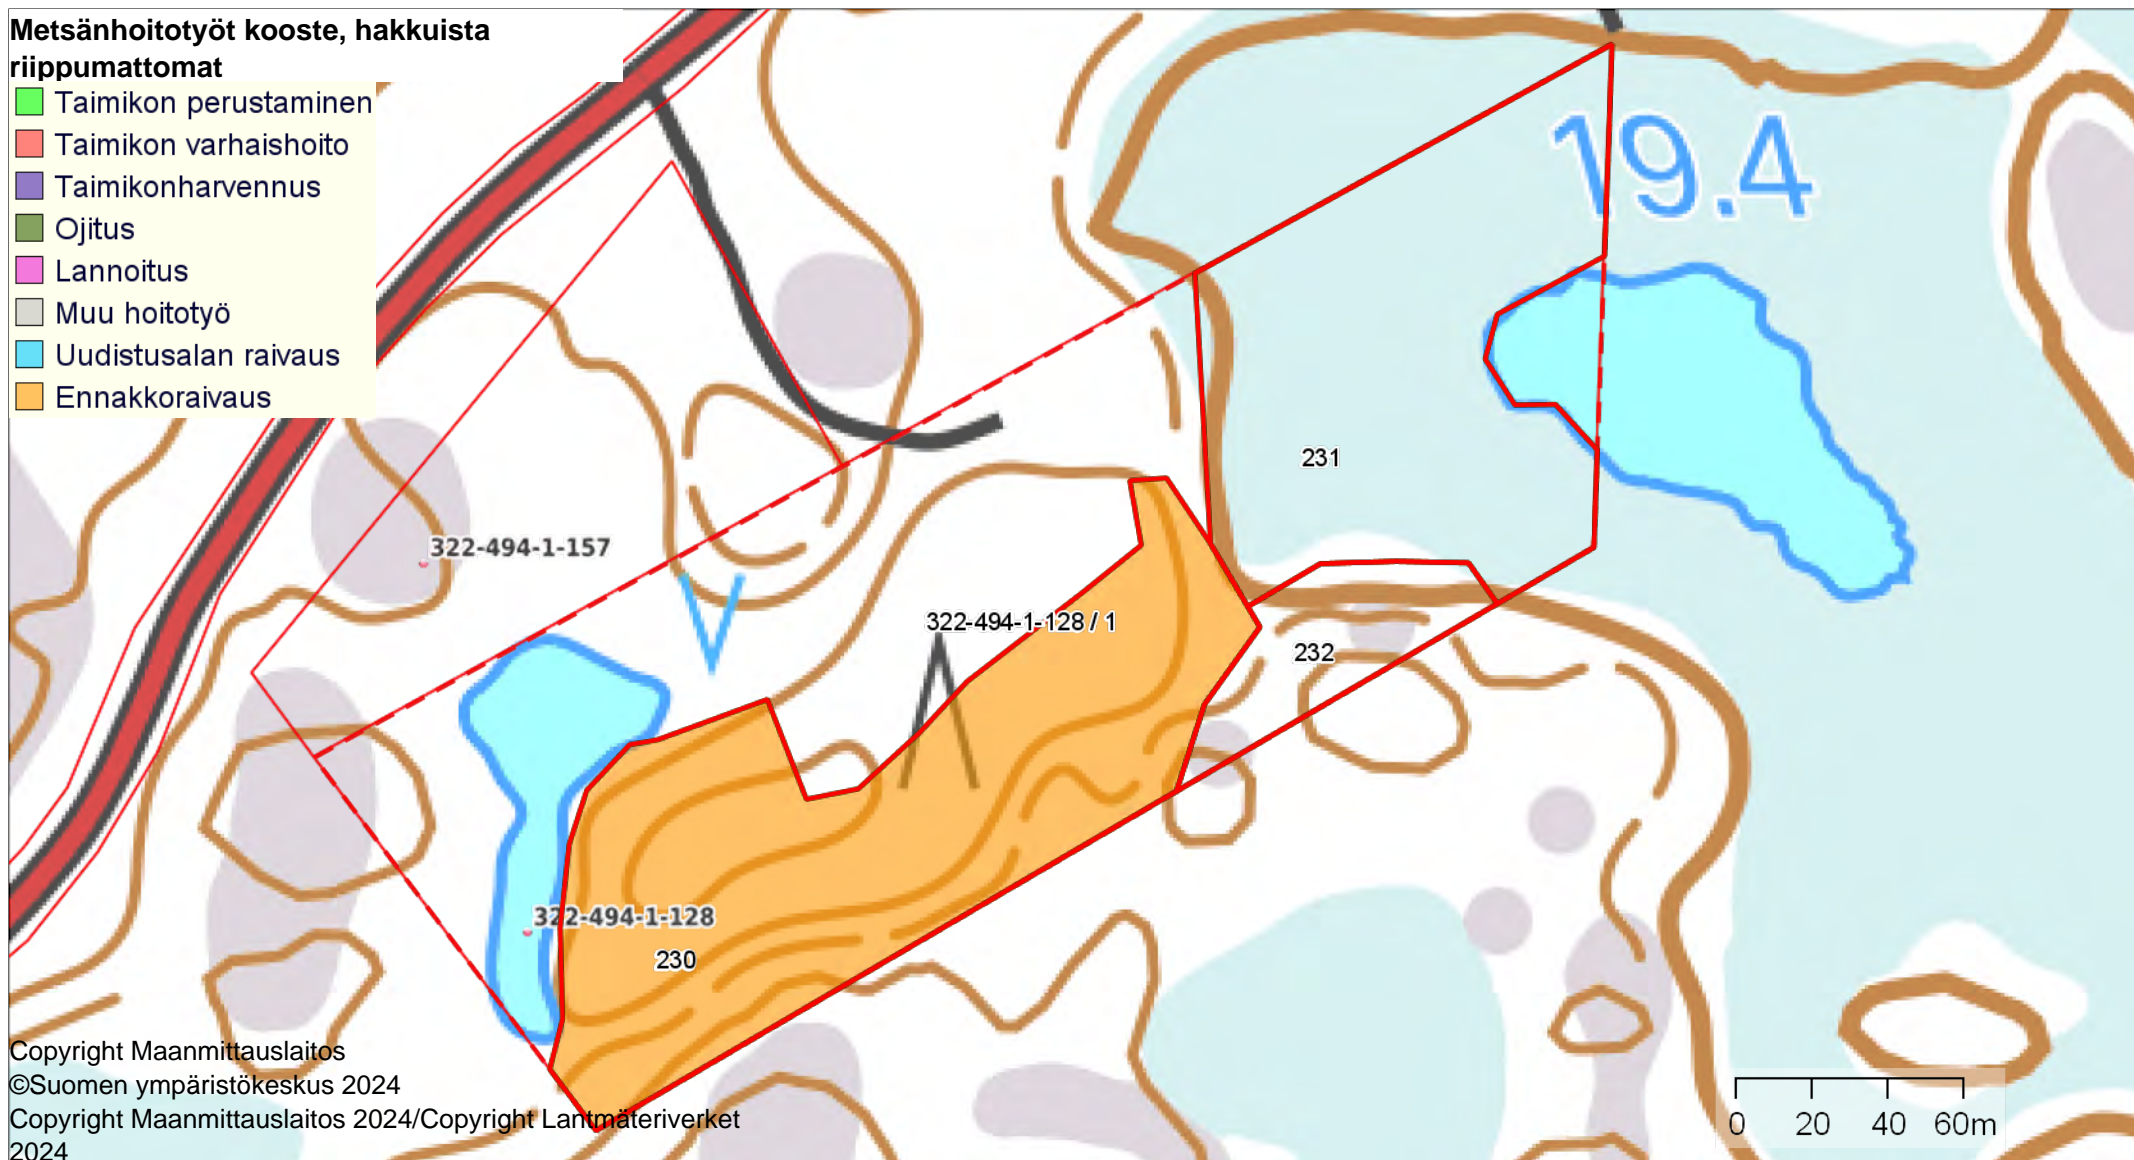 Metsänhoitotyöt kooste, hakkuista
riippumattomat
Taimikon perustaminen
Taimikon varhaishoito
Taimikonharvennus
Ojitus
Lannoitus
Muu hoitotyö
Uudistusalan raivaus
Ennakkoraivaus
19.4
231
322-494-1-157
322-494-1-128 / 1
232
322-494-1-128
230
Copyright Maanmittauslaitos
©Suomen ympäristökeskus 2024
Copyright Maanmittauslaitos 2024/Copyright Lantmäteriverket
2024
0 20 40 60m